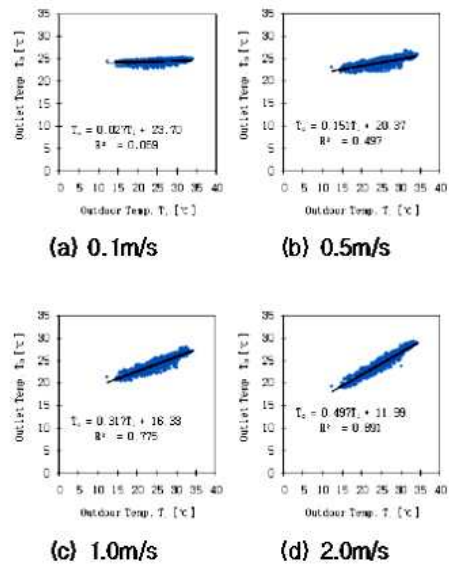 35
30
25
20
15
10
5
0
Outlet Temp T₀ [℃]
T₀ = 0.027Tᵢ + 23.70
R² = 0.059
0 5 10 15 20 25 30 35 40
Outdoor Temp. Tᵢ [℃]
(a) 0.1m/s
35
30
25
20
15
10
5
0
Outlet Temp T₀ [℃]
T₀ = 0.151Tᵢ + 20.37
R² = 0.497
0 5 10 15 20 25 30 35 40
Outdoor Temp. Tᵢ [℃]
(b) 0.5m/s
35
30
25
20
15
10
5
0
Outlet Temp T₀ [℃]
T₀ = 0.317Tᵢ + 16.33
R² = 0.775
0 5 10 15 20 25 30 35 40
Outdoor Temp. Tᵢ [℃]
(c) 1.0m/s
35
30
25
20
15
10
5
0
Outlet Temp T₀ [℃]
T₀ = 0.497Tᵢ + 11.99
R² = 0.891
0 5 10 15 20 25 30 35 40
Outdoor Temp. Tᵢ [℃]
(d) 2.0m/s